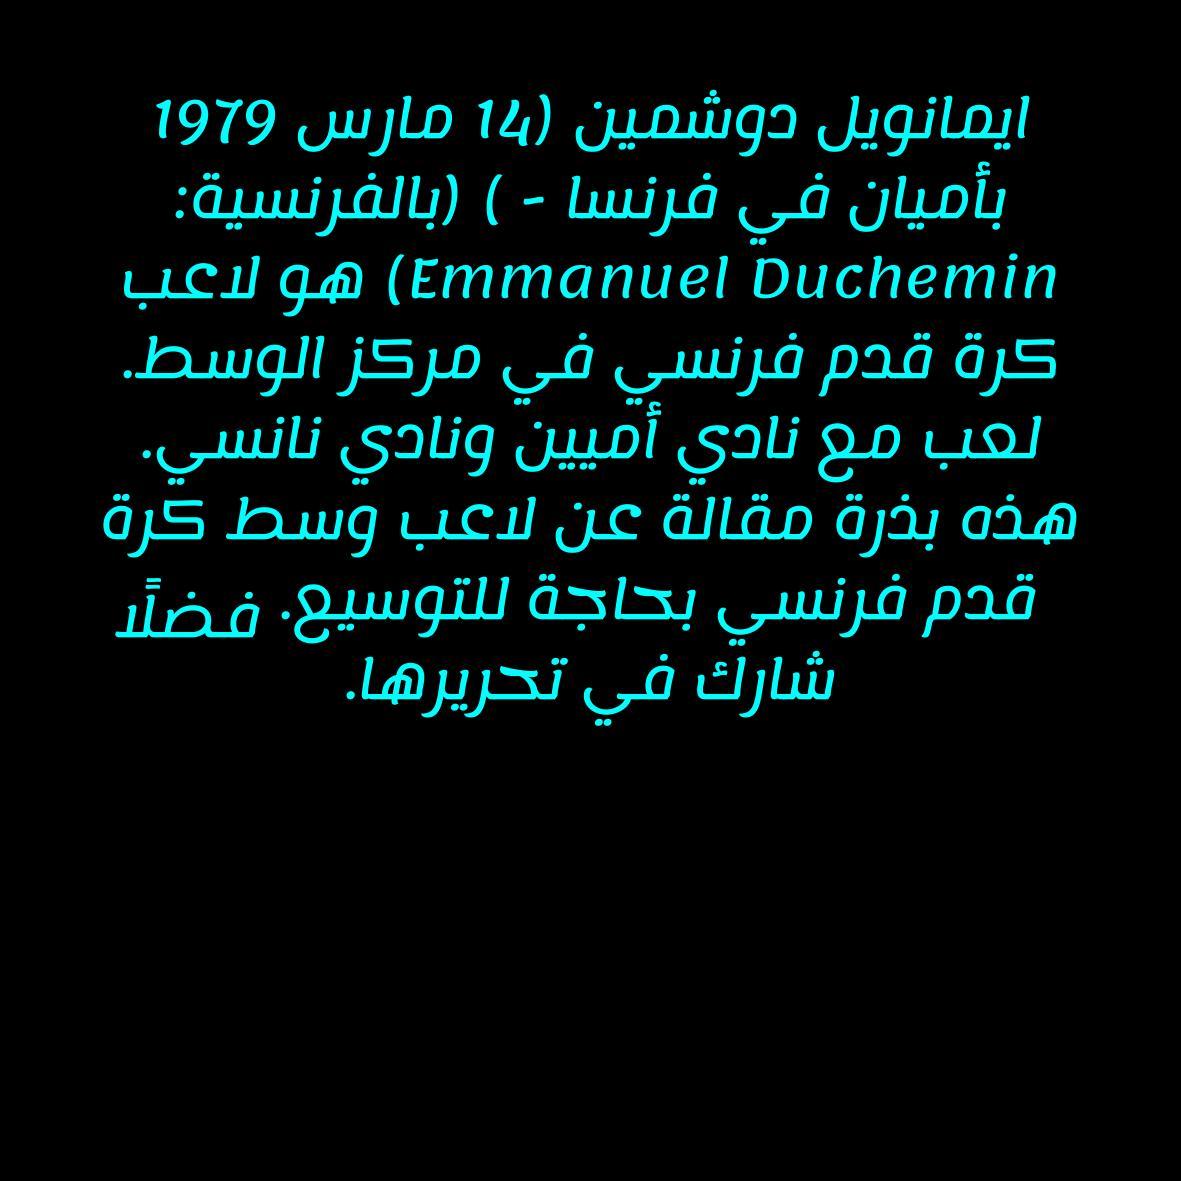 ايمانويل دوشمين (14 مارس 1979
بأميان في فرنسا - ) (بالفرنسية:
Emmanuel Duchemin) هو لاعب
كرة قدم فرنسي في مركز الوسط.
لعب مع نادي أميين ونادي نانسي.
هذه بذرة مقالة عن لاعب وسط كرة
قدم فرنسي بحاجة للتوسيع. فضلًا
شارك في تحريرها.